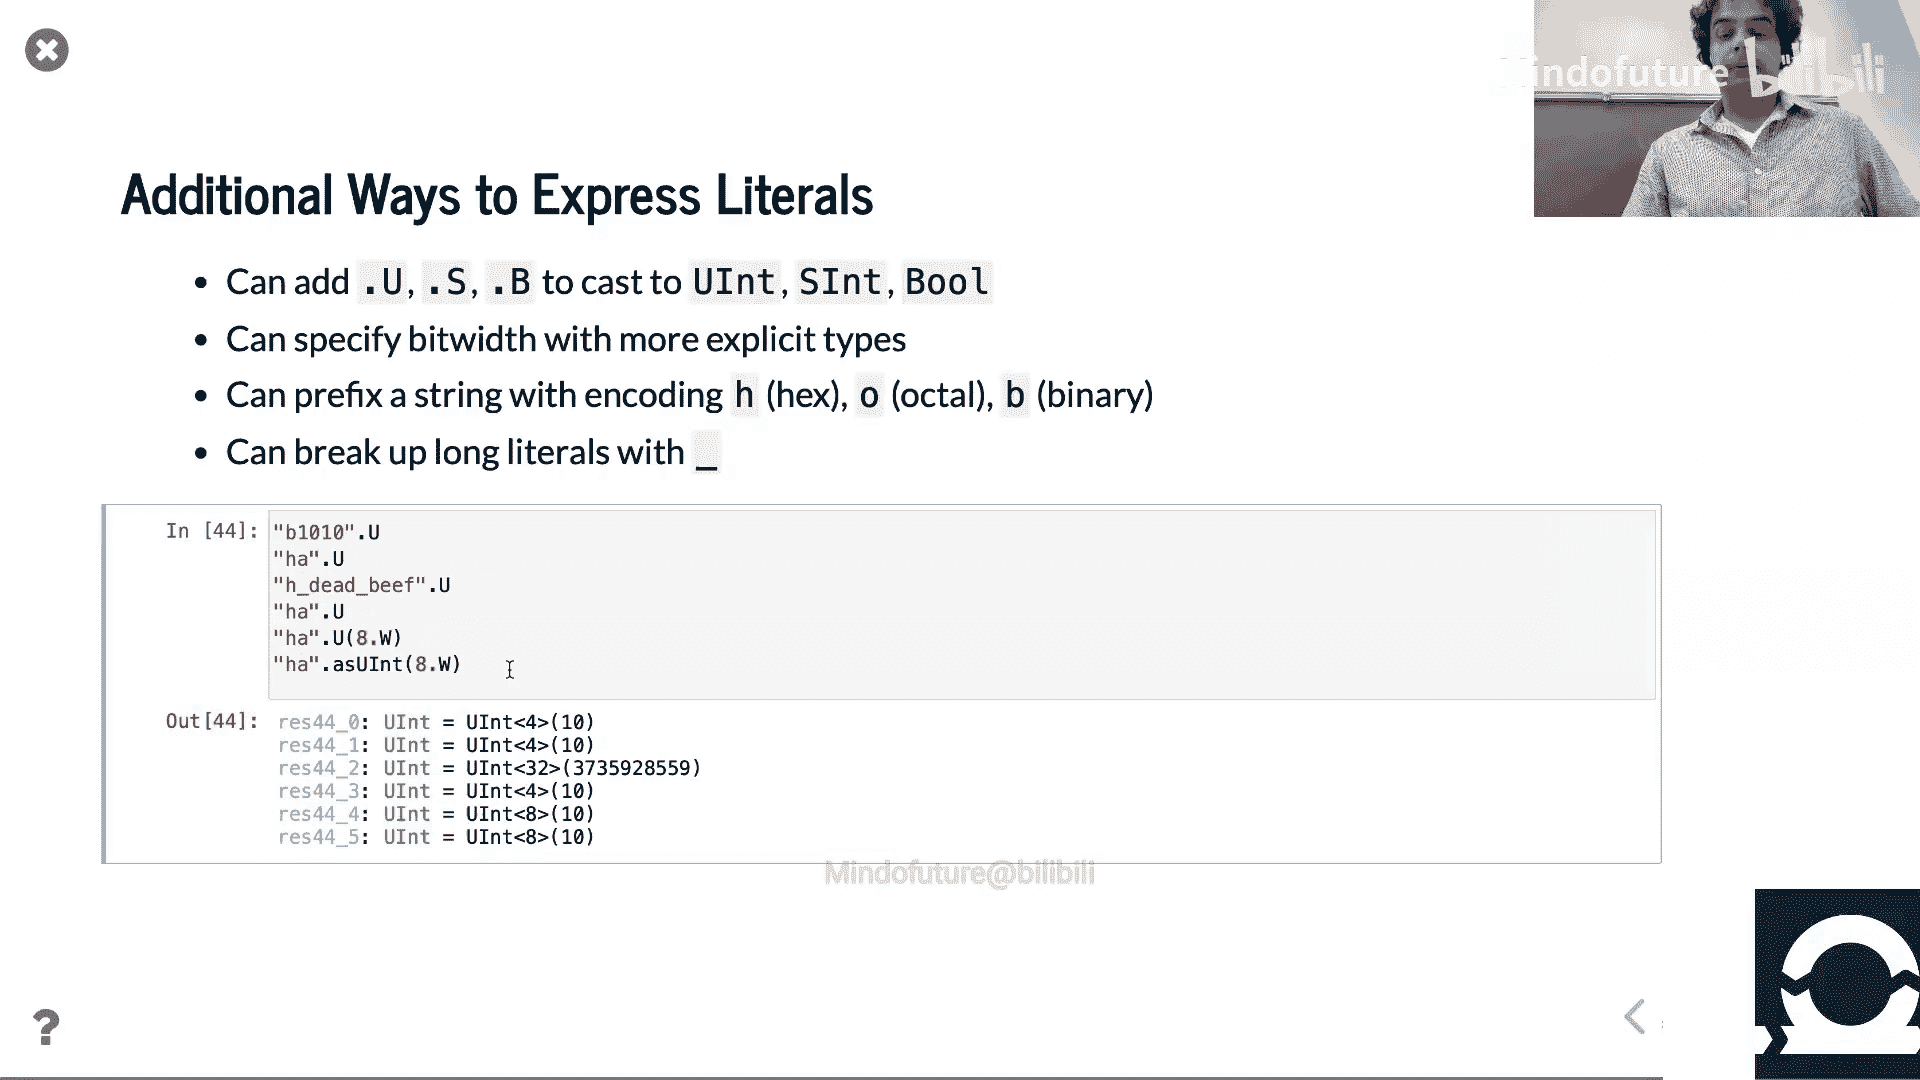 indofuture bilibili
Additional Ways to Express Literals
• Can add .U, .S, .B to cast to UInt, SInt, Bool
• Can specify bitwidth with more explicit types
• Can prefix a string with encoding h (hex), o (octal), b (binary)
• Can break up long literals with _
In [44]: "b1010".U
"ha".U
"h_dead_beef".U
"ha".U
"ha".U(8.W)
"ha".asUInt(8.W)
Out[44]: res44_0: UInt = UInt<4>(10)
res44_1: UInt = UInt<4>(10)
res44_2: UInt = UInt<32>(3735928559)
res44_3: UInt = UInt<4>(10)
res44_4: UInt = UInt<8>(10)
res44_5: UInt = UInt<8>(10)
Mindofuture@bilibili
?